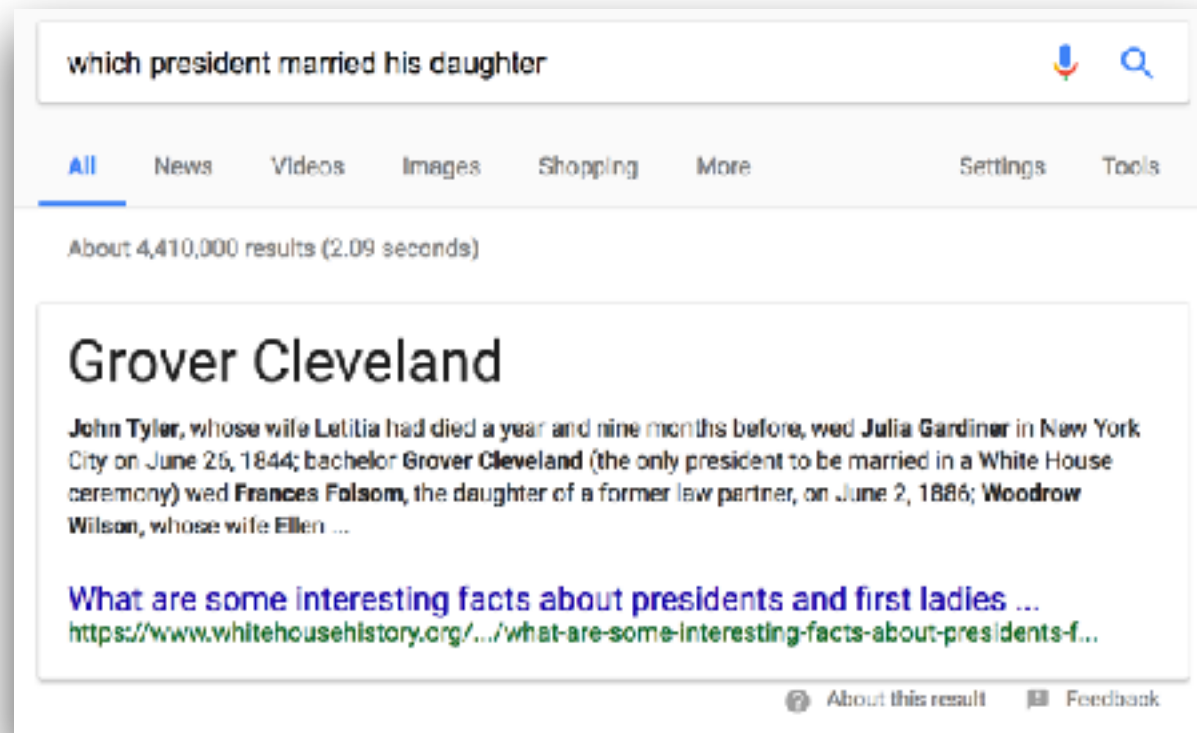 which president married his daughter
All News Videos Images Shopping More Settings Tools
About 4,410,000 results (2.09 seconds)
Grover Cleveland
John Tyler, whose wife Letitia had died a year and nine months before, wed Julia Gardiner in New York
City on June 26, 1844; bachelor Grover Cleveland (the only president to be married in a White House
ceremony) wed Frances Folsom, the daughter of a former law partner, on June 2, 1886; Woodrow
Wilson, whose wife Ellen ...
What are some interesting facts about presidents and first ladies ...
https://www.whitehousehistory.org/.../what-are-some-interesting-facts-about-presidents-f...
About this result Feedback